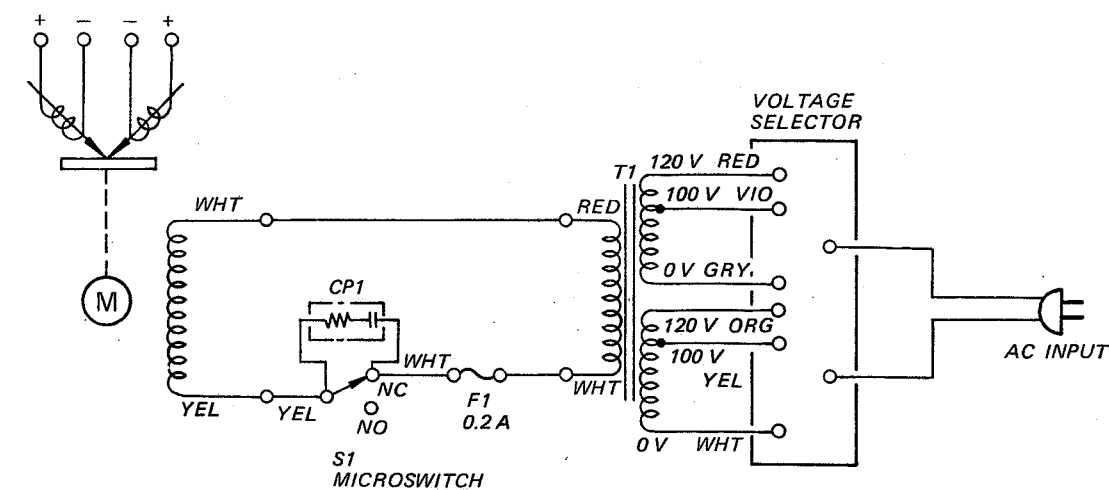 + − − +
VOLTAGE
SELECTOR
T1
120 V RED
100 V VIO
WHT
RED
0 V GRY
M
CP1
120 V ORG
100 V
YEL
AC INPUT
WHT
NC
WHT
YEL
YEL
F1
0.2 A
NO
0 V WHT
S1
MICROSWITCH